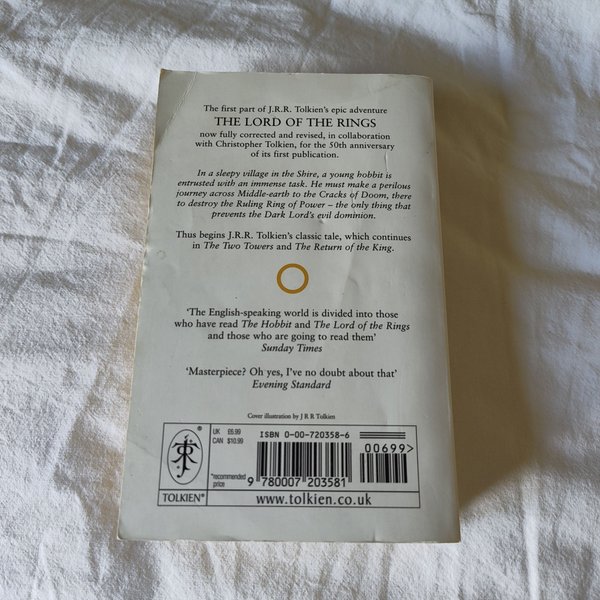 The first part of J.R.R. Tolkien's epic adventure
THE LORD OF THE RINGS
now fully corrected and revised, in collaboration
with Christopher Tolkien, for the 50th anniversary
of its first publication.
In a sleepy village in the Shire, a young hobbit is
entrusted with an immense task. He must make a perilous
journey across Middle-earth to the Cracks of Doom, there
to destroy the Ruling Ring of Power – the only thing that
prevents the Dark Lord's evil dominion.
Thus begins J.R.R. Tolkien's classic tale, which continues
in The Two Towers and The Return of the King.
'The English-speaking world is divided into those
who have read The Hobbit and The Lord of the Rings
and those who are going to read them'
Sunday Times
'Masterpiece? Oh yes, I've no doubt about that'
Evening Standard
Cover illustration by J R R Tolkien
TOLKIEN®
UK £6.99
CAN $10.99
*recommended
price
ISBN 0-00-720358-6
00699>
9 780007 203581
www.tolkien.co.uk